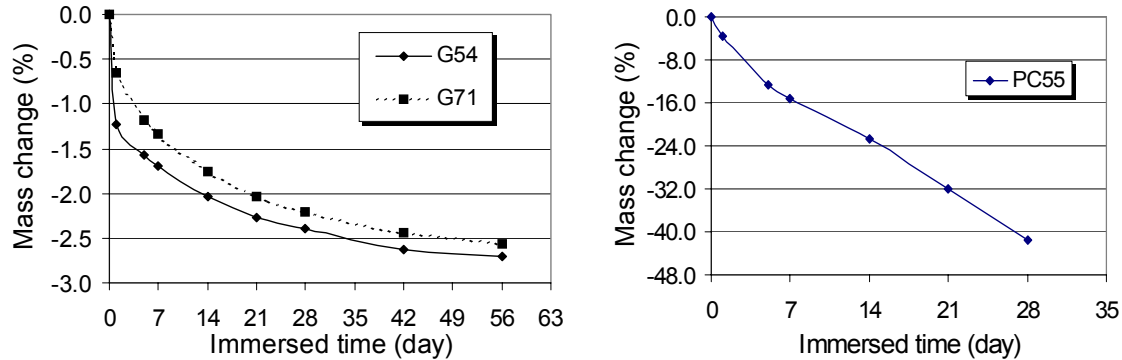 Mass change (%)
0.0
-0.5
-1.0
-1.5
-2.0
-2.5
-3.0
G54
G71
0 7 14 21 28 35 42 49 56 63
Immersed time (day)
Mass change (%)
0.0
-8.0
-16.0
-24.0
-32.0
-40.0
-48.0
PC55
0 7 14 21 28 35
Immersed time (day)